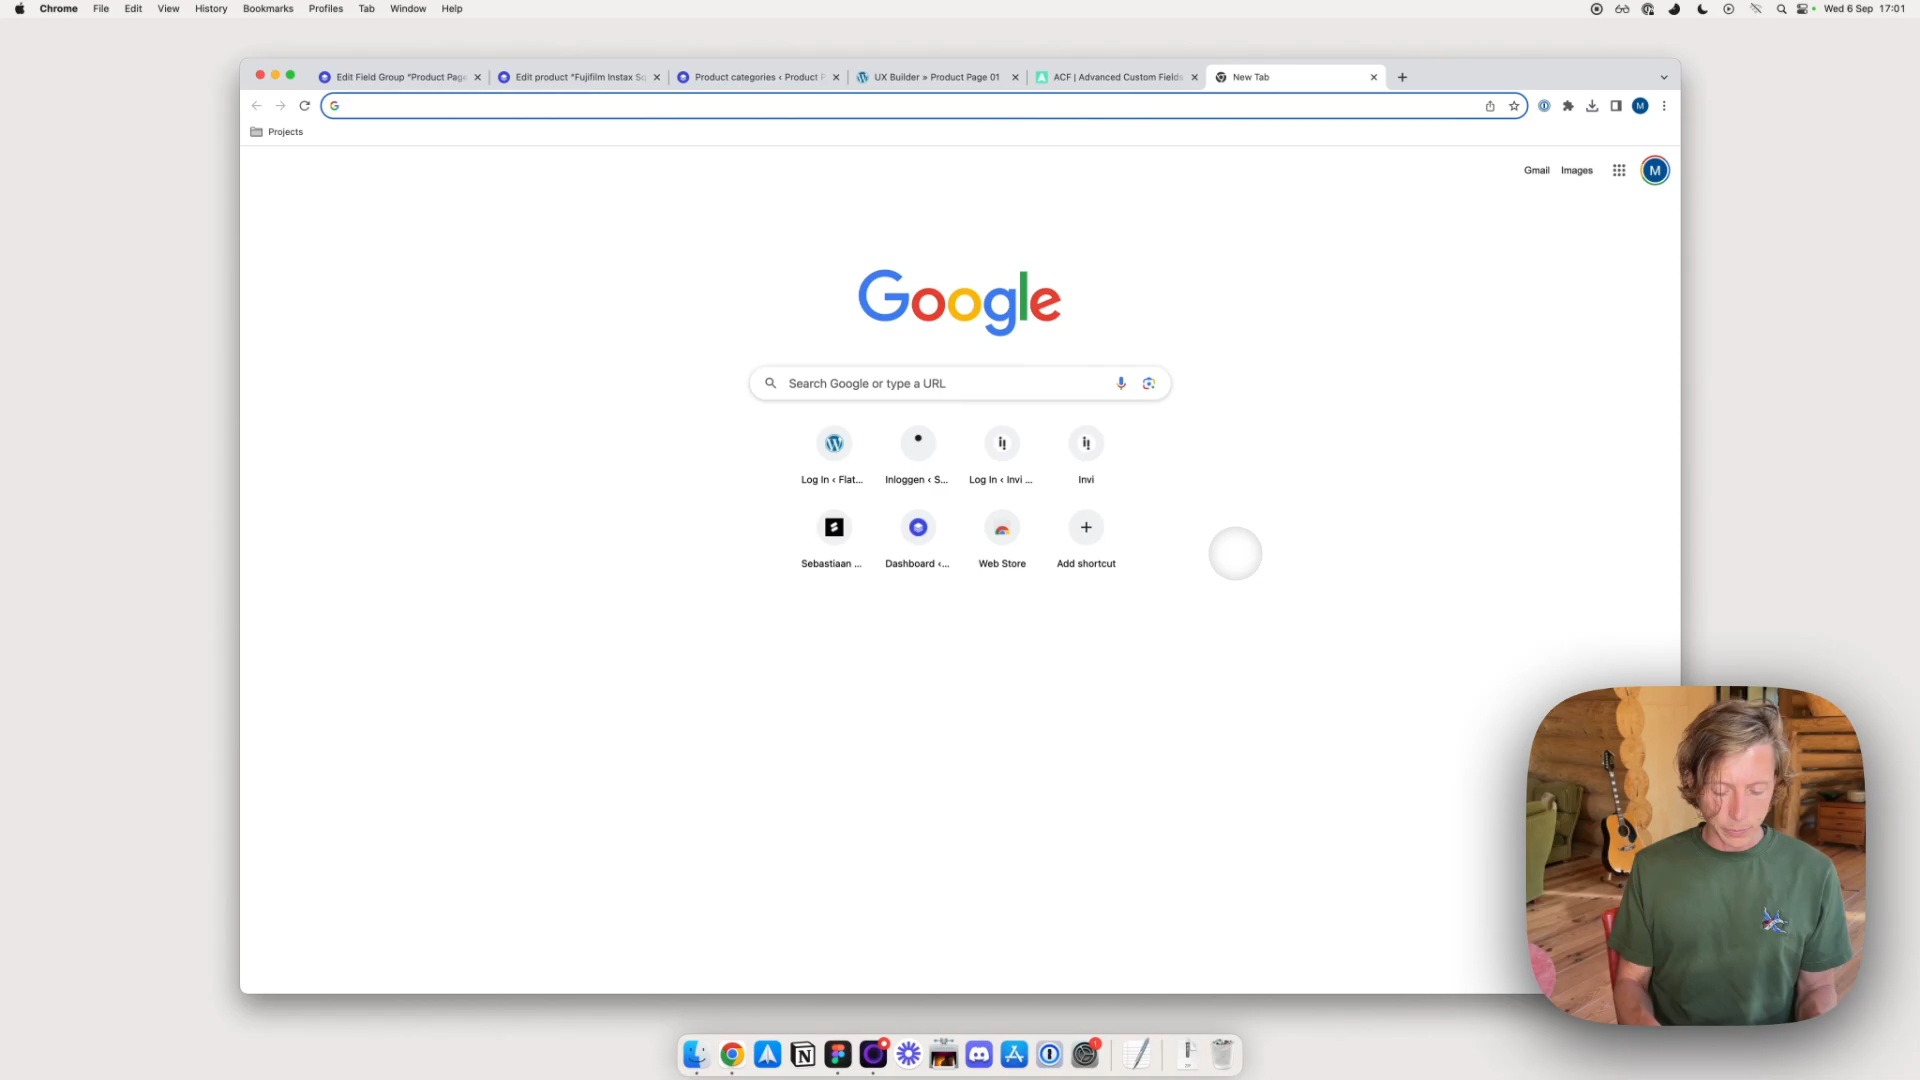 Chrome File Edit View History Bookmarks Profiles Tab Window Help
Wed 6 Sep 17:01
Edit Field Group “Product Page
Edit product “Fujifilm Instax Sq
Product categories ‹ Product P
UX Builder » Product Page 01
ACF | Advanced Custom Fields
New Tab
Projects
Gmail Images
M
M
Google
Search Google or type a URL
Log In ‹ Flat...
Inloggen ‹ S...
Log In ‹ Invi ...
Invi
Sebastiaan ...
Dashboard ‹...
Web Store
Add shortcut